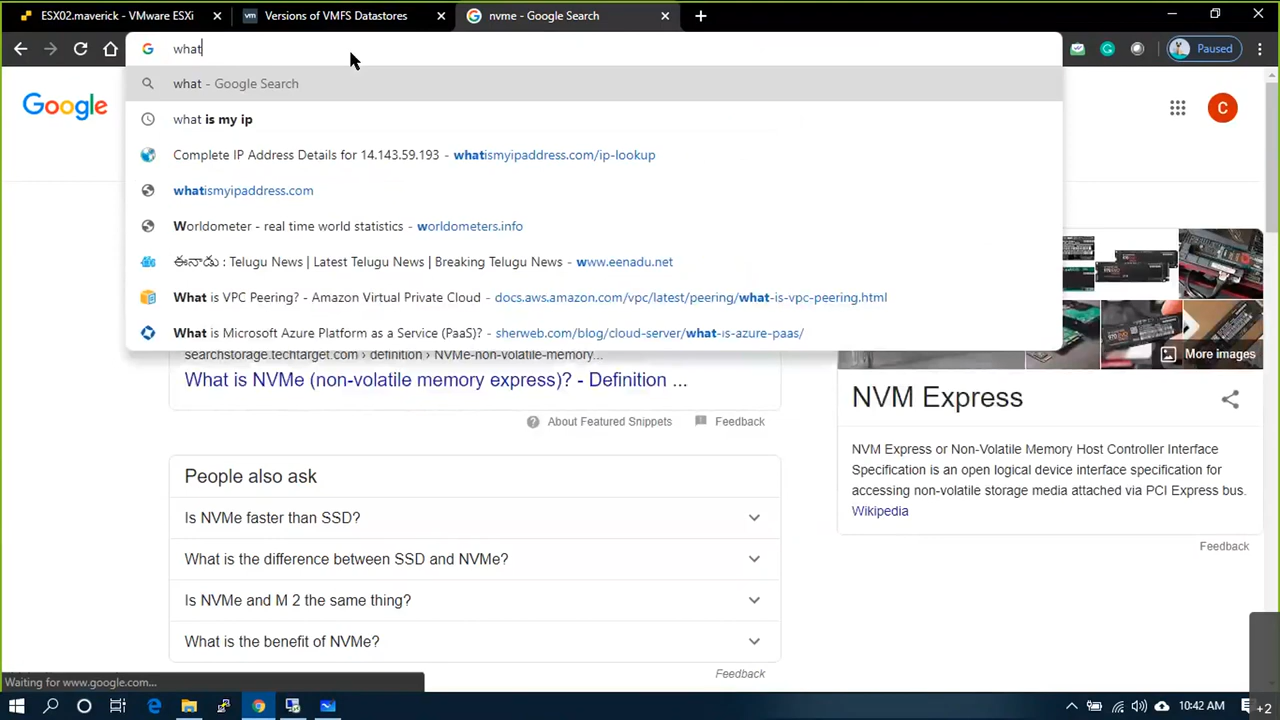 ESX02.maverick - VMware ESXi
Versions of VMFS Datastores
nvme - Google Search
what
Paused
what - Google Search
what is my ip
Complete IP Address Details for 14.143.59.193 - whatismyipaddress.com/ip-lookup
whatismyipaddress.com
Worldometer - real time world statistics - worldometers.info
ఈనాడు : Telugu News | Latest Telugu News | Breaking Telugu News - www.eenadu.net
What is VPC Peering? - Amazon Virtual Private Cloud - docs.aws.amazon.com/vpc/latest/peering/what-is-vpc-peering.html
What is Microsoft Azure Platform as a Service (PaaS)? - sherweb.com/blog/cloud-server/what-is-azure-paas/
Google
C
searchstorage.techtarget.com › definition › NVMe-non-volatile-memory...
What is NVMe (non-volatile memory express)? - Definition ...
About Featured Snippets
Feedback
People also ask
Is NVMe faster than SSD?
What is the difference between SSD and NVMe?
Is NVMe and M 2 the same thing?
What is the benefit of NVMe?
Feedback
More images
NVM Express
NVM Express or Non-Volatile Memory Host Controller Interface
Specification is an open logical device interface specification for
accessing non-volatile storage media attached via PCI Express bus.
Wikipedia
Feedback
Waiting for www.google.com...
10:42 AM
+2